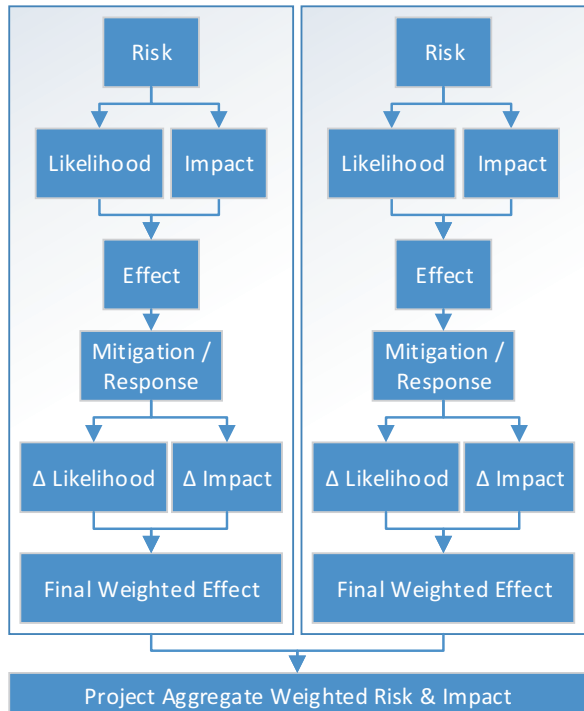 Risk
Likelihood
Impact
Effect
Mitigation /
Response
Δ Likelihood
Δ Impact
Final Weighted Effect
Risk
Likelihood
Impact
Effect
Mitigation /
Response
Δ Likelihood
Δ Impact
Final Weighted Effect
Project Aggregate Weighted Risk & Impact